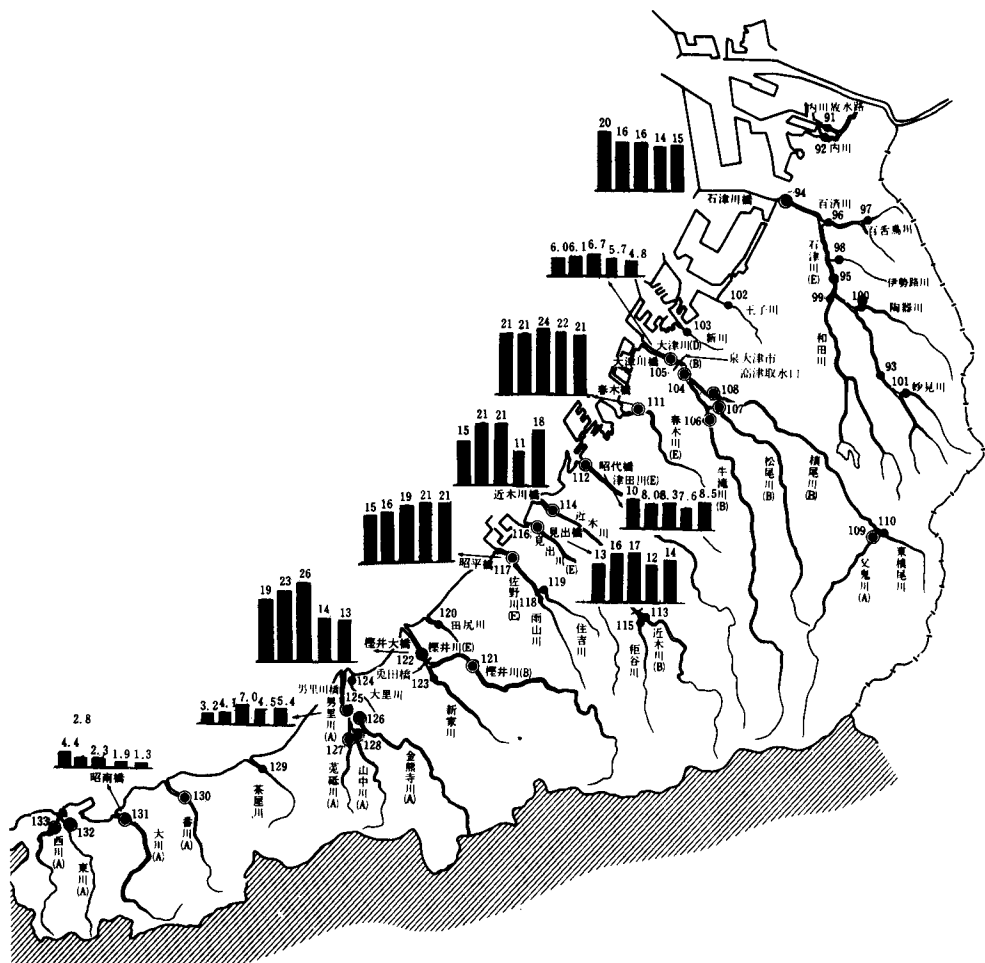 内川放水路
91
92 内川
20 16 16 14 15
石津川橋
94
百済川
96
97
百舌鳥川
石津川(E)
98
伊勢路川
95
99
100
陶器川
和田川
93
101 妙見川
102
王子川
103
新川
6.0 6.1 6.7 5.7 4.8
大津川(D)
大津川橋
(B)
泉大津市
高津取水口
105
104
108
107
106
21 21 24 22 21
春木橋
111
春木川(E)
牛滝川(B)
松尾川(B)
槇尾川(B)
109
110
父鬼川(A)
東槇尾川
15 21 21 11 18
昭代橋
津田川(E)
112
10 8.0 8.3 7.6 8.5
近木川橋
114
近木川
116
見出橋
見出川(E)
13 16 17 12 14
113
115
近木川(B)
秬谷川
15 16 19 21 21
昭平橋
117
佐野川(E)
119
118
雨山川
住吉川
19 23 26 14 13
120
田尻川
樫井大橋
樫井川(E)
122
兎田橋
121
樫井川(B)
123
新家川
3.2 4.1 7.0 4.5 5.4
男里川橋
男里川(A)
124
大里川
125
126
127
128
菟砥川(A)
山中川(A)
金熊寺川(A)
2.8
4.4 2.3 1.9 1.3
昭南橋
129
茶屋川
130
番川(A)
131
大川(A)
132
東川(A)
133
西川(A)